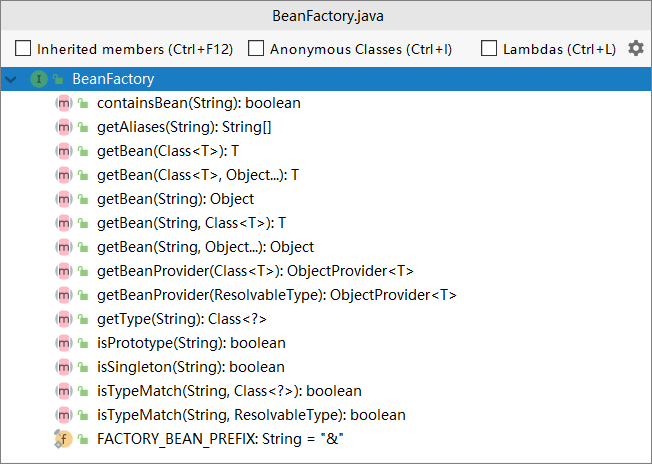 BeanFactory.java
Inherited members (Ctrl+F12) Anonymous Classes (Ctrl+I) Lambdas (Ctrl+L)
I BeanFactory
m containsBean(String): boolean
m getAliases(String): String[]
m getBean(Class<T>): T
m getBean(Class<T>, Object...): T
m getBean(String): Object
m getBean(String, Class<T>): T
m getBean(String, Object...): Object
m getBeanProvider(Class<T>): ObjectProvider<T>
m getBeanProvider(ResolvableType): ObjectProvider<T>
m getType(String): Class<?>
m isPrototype(String): boolean
m isSingleton(String): boolean
m isTypeMatch(String, Class<?>): boolean
m isTypeMatch(String, ResolvableType): boolean
f FACTORY_BEAN_PREFIX: String = "&"